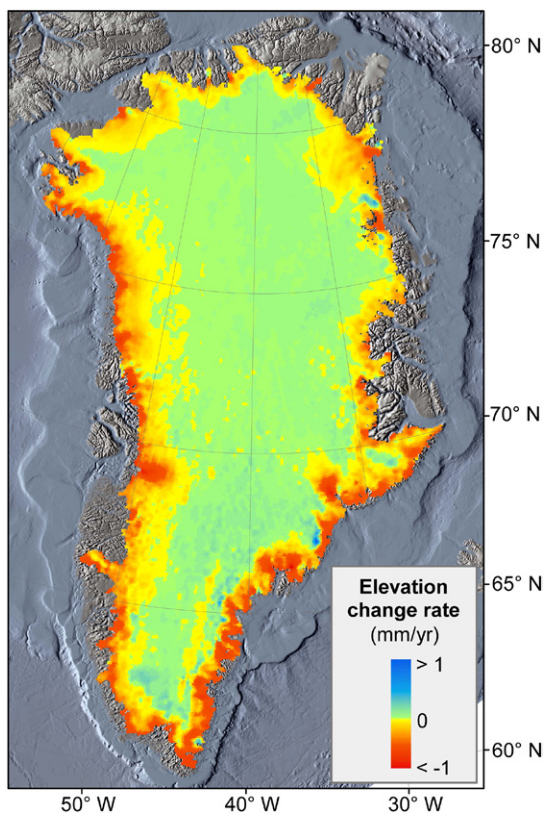 80° N
75° N
70° N
65° N
60° N
Elevation
change rate
(mm/yr)
> 1
0
< -1
50° W
40° W
30° W